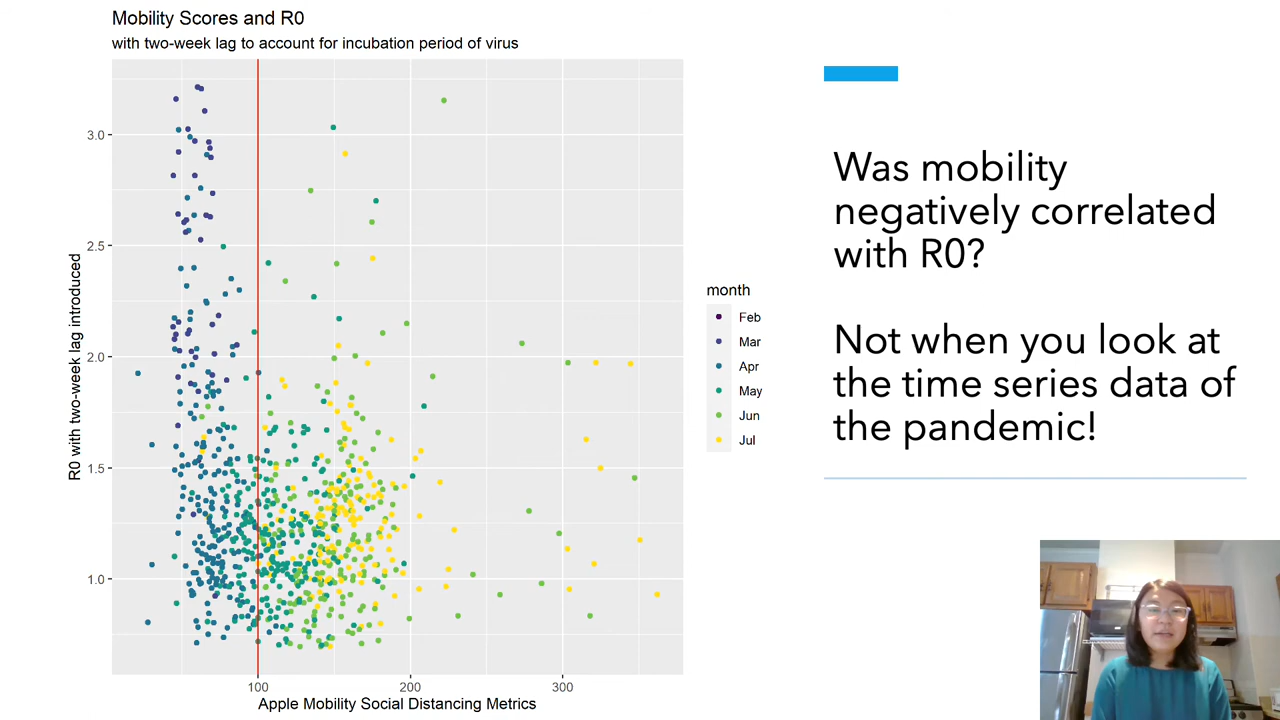 Mobility Scores and R0
with two-week lag to account for incubation period of virus
R0 with two-week lag introduced
3.0
2.5
2.0
1.5
1.0
100
200
300
Apple Mobility Social Distancing Metrics
month
Feb
Mar
Apr
May
Jun
Jul
Was mobility
negatively correlated
with R0?
Not when you look at
the time series data of
the pandemic!